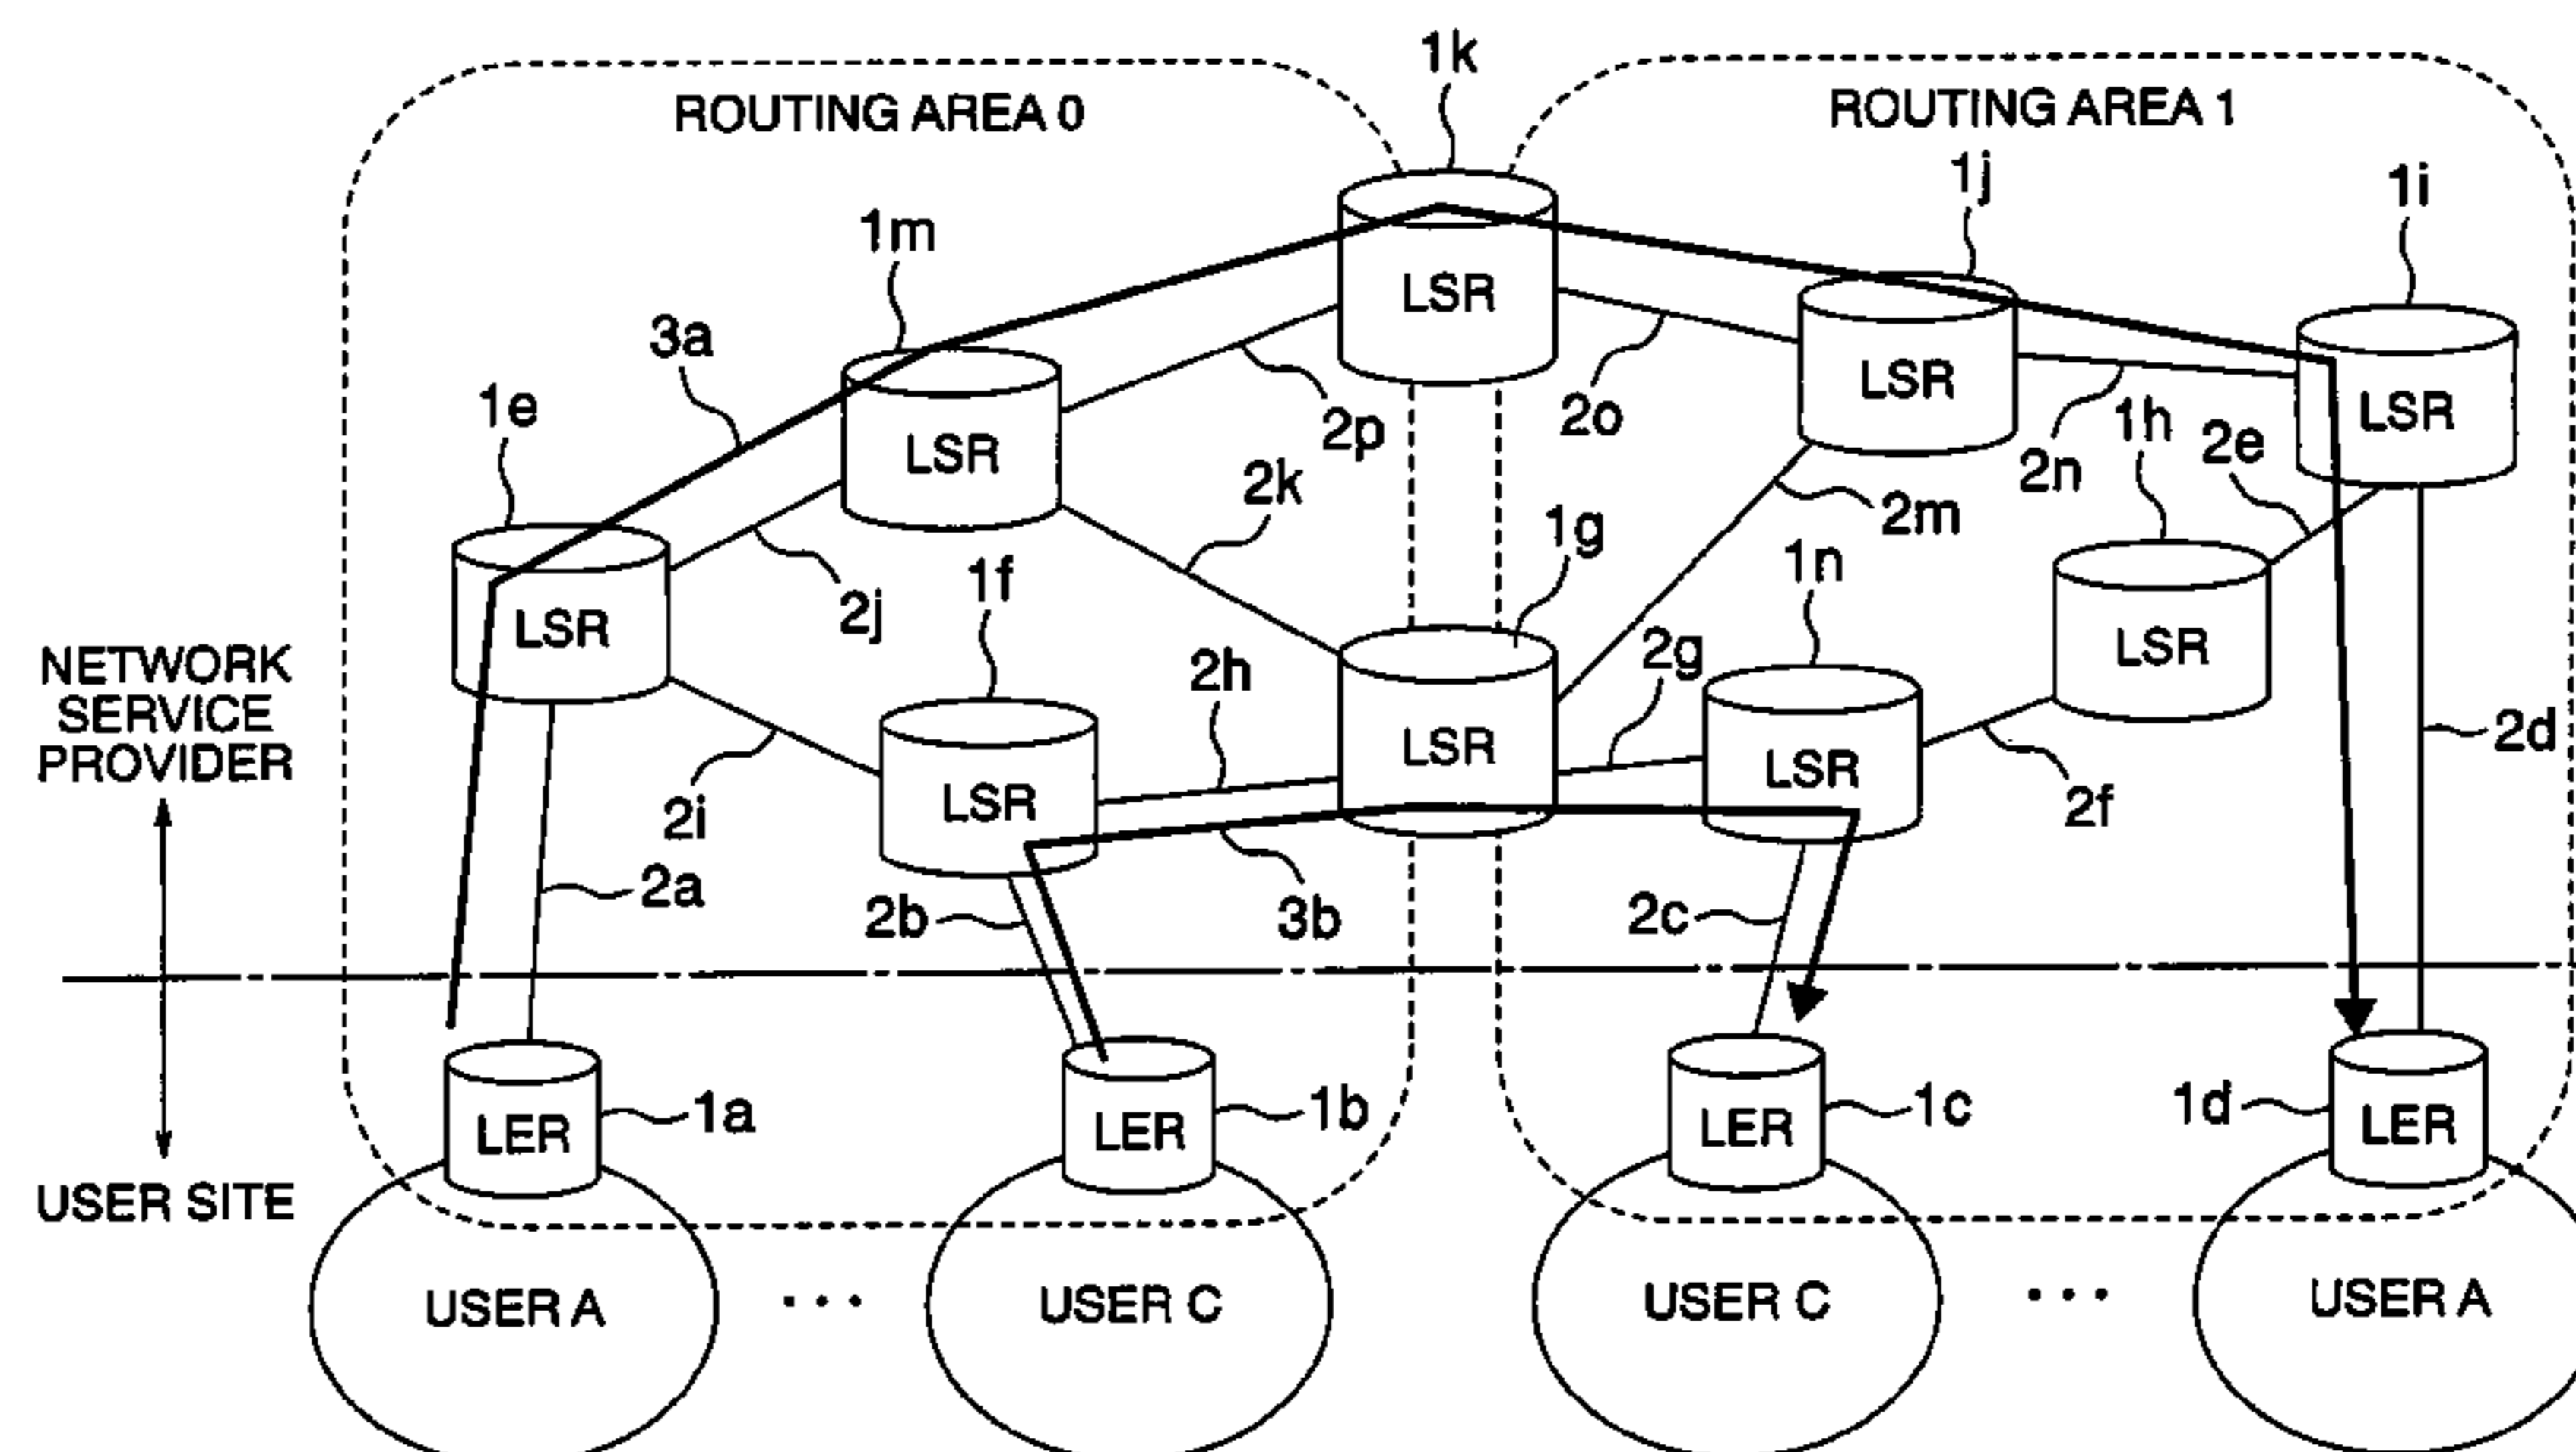 1k
ROUTING AREA 0
ROUTING AREA 1
1j
1i
1m
LSR
3a
LSR
1e
2p
2o
LSR
1h
2e
LSR
LSR
2n
2k
2m
1g
1f
1n
2j
LSR
LSR
NETWORK
SERVICE
PROVIDER
2h
2g
LSR
LSR
2d
2i
LSR
2f
2a
2b
3b
2c
LER
1a
LER
1b
LER
1c
1d
LER
USER SITE
USER A
• • •
USER C
USER C
• • •
USER A